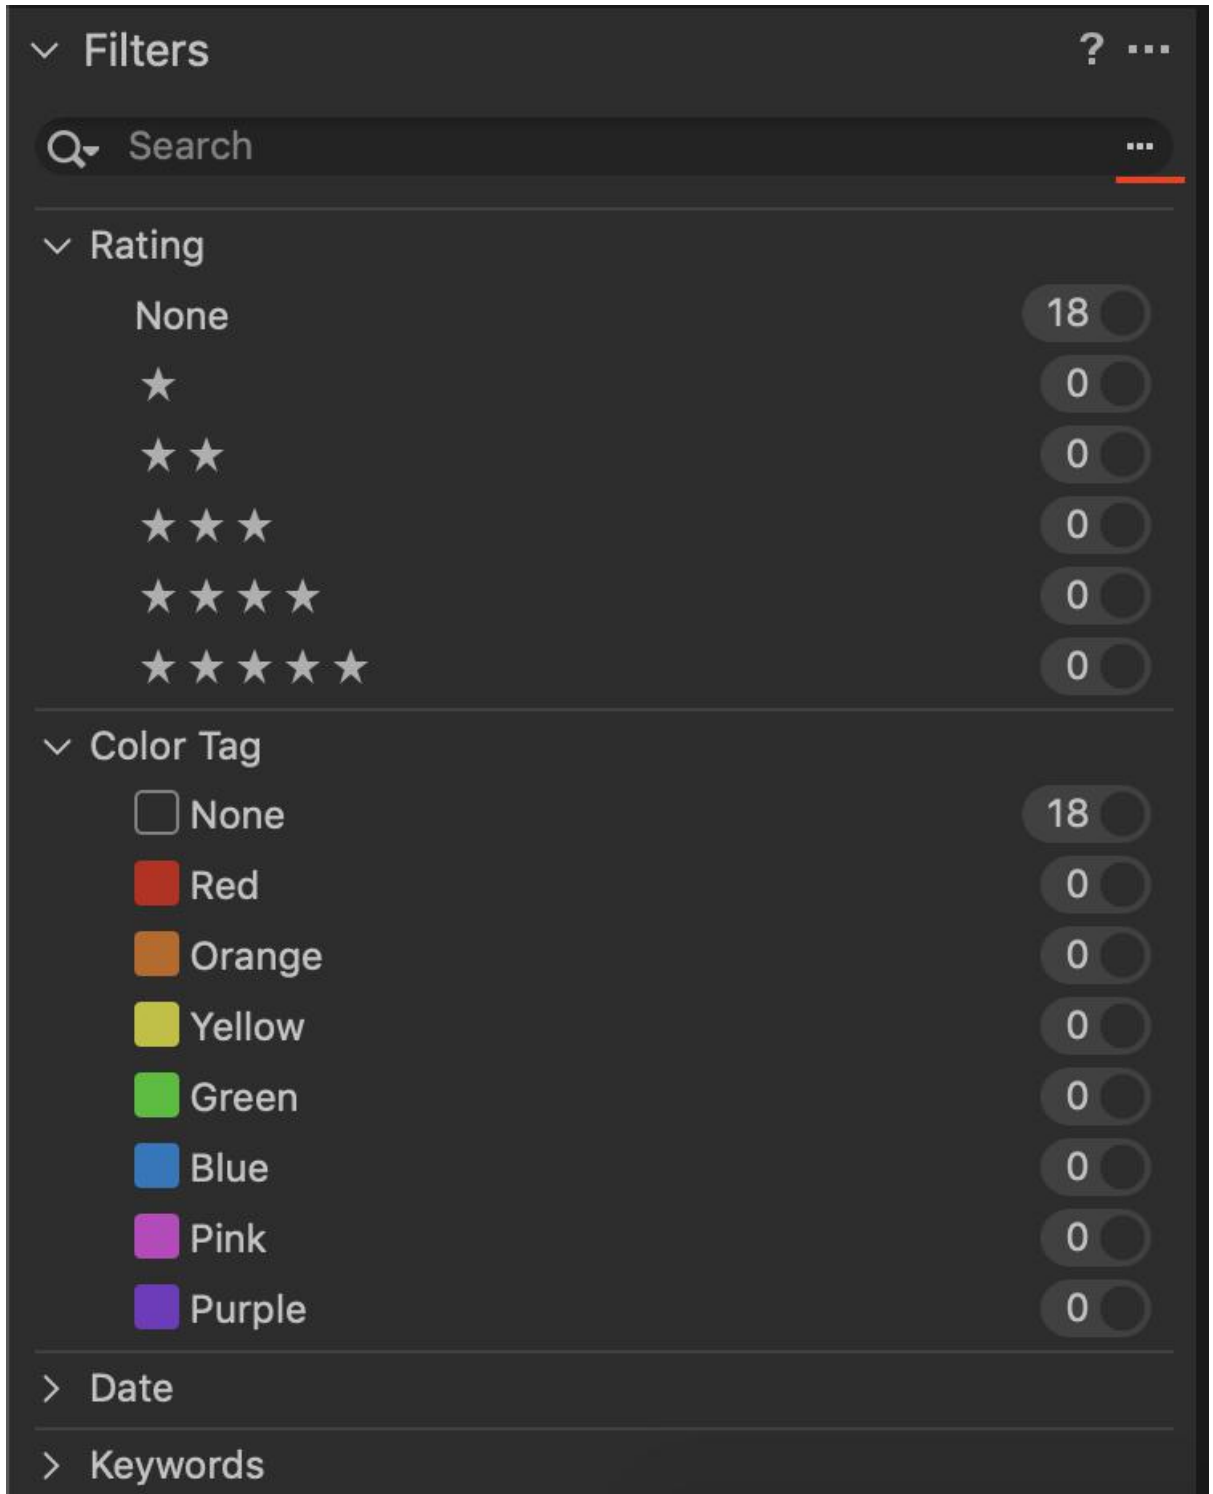 Filters ? ...
Search ...
Rating
None 18
★ 0
★★ 0
★★★ 0
★★★★ 0
★★★★★ 0
Color Tag
None 18
Red 0
Orange 0
Yellow 0
Green 0
Blue 0
Pink 0
Purple 0
Date
Keywords